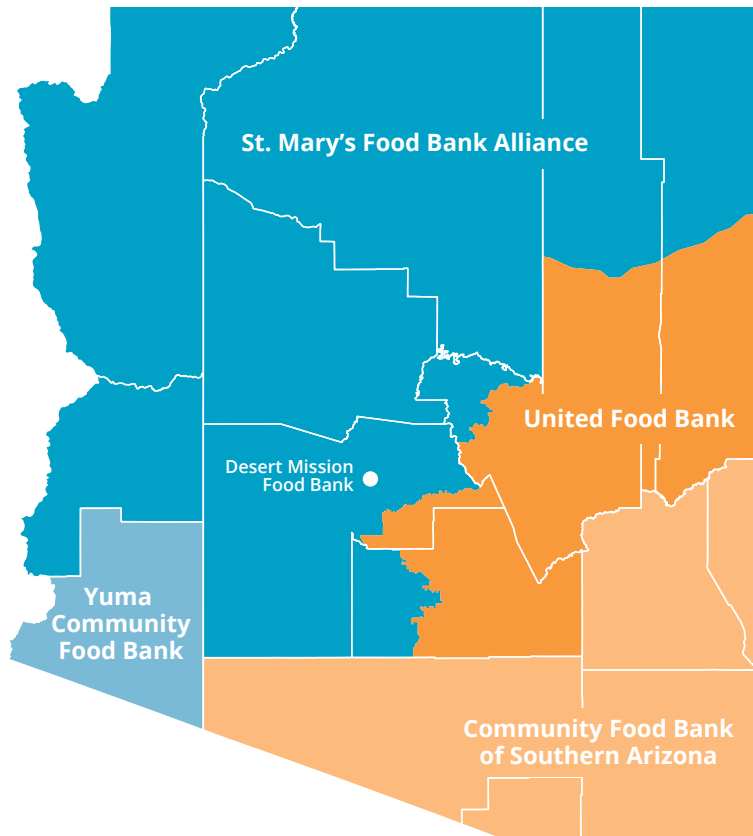 St. Mary’s Food Bank Alliance
United Food Bank
Desert Mission
Food Bank
Yuma
Community
Food Bank
Community Food Bank
of Southern Arizona